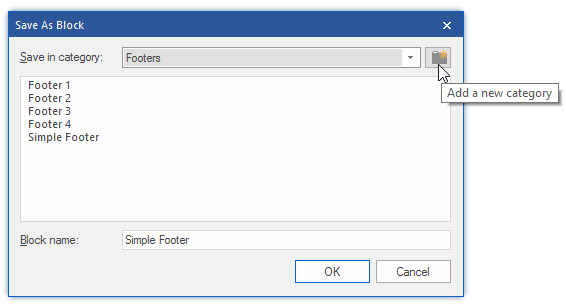 Save As Block
Save in category: Footers
Add a new category
Footer 1
Footer 2
Footer 3
Footer 4
Simple Footer
Block name: Simple Footer
OK Cancel